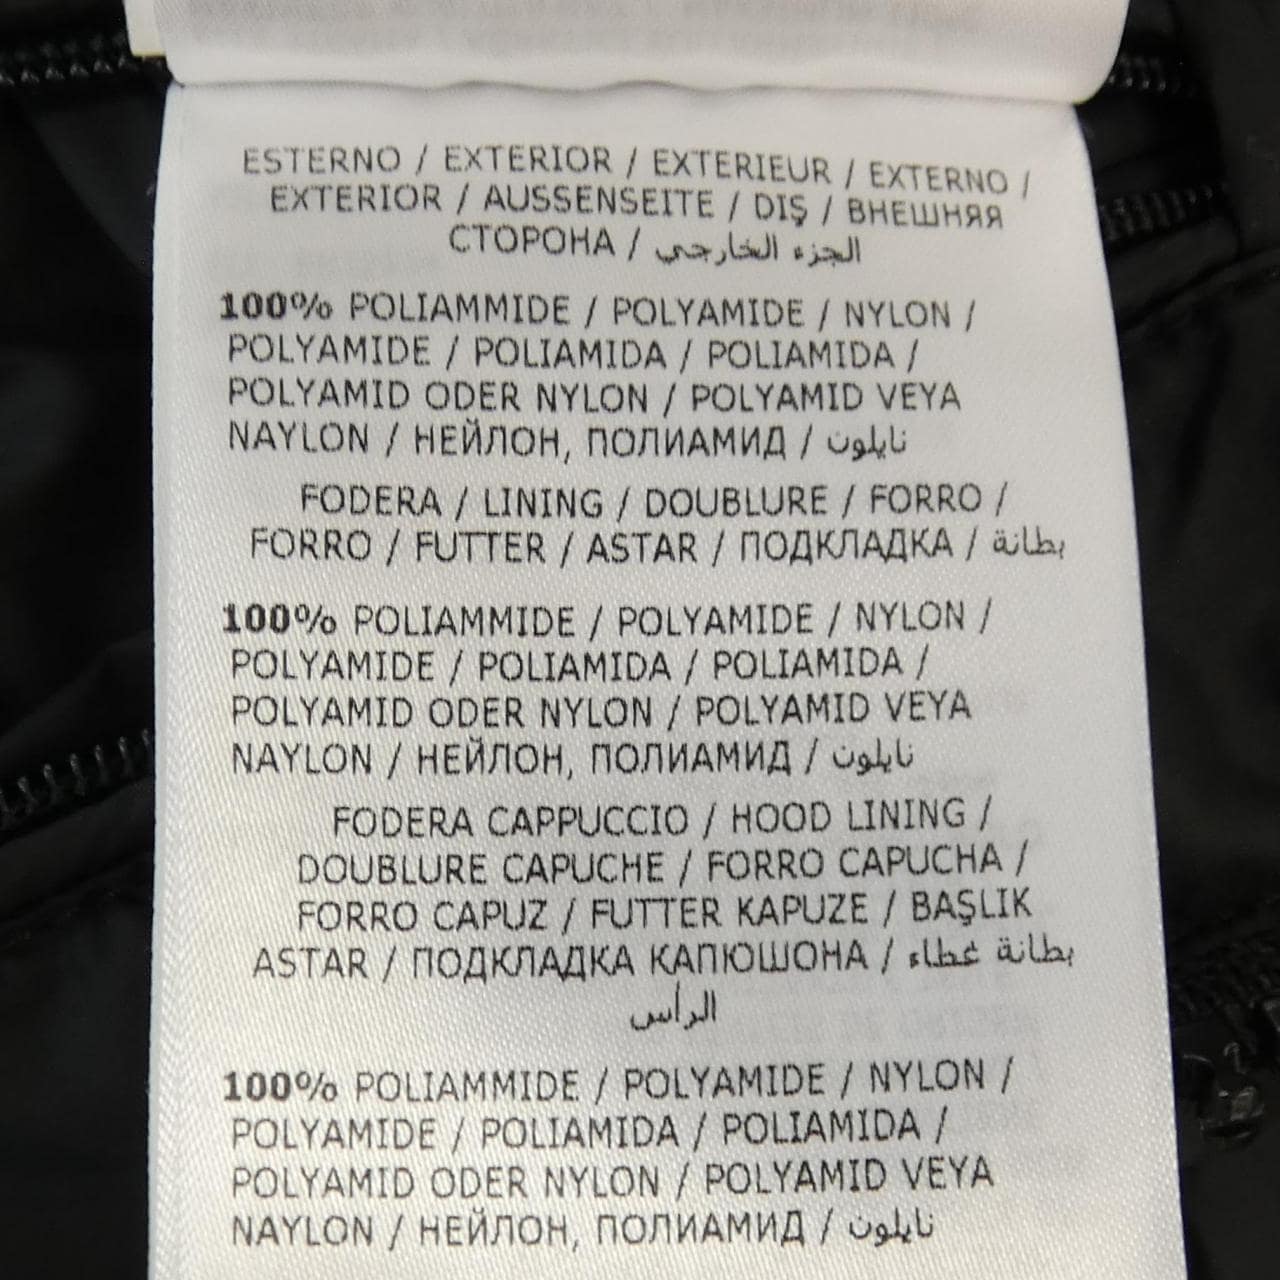 ESTERNO / EXTERIOR / EXTERIEUR / EXTERNO /
EXTERIOR / AUSSENSEITE / DIŞ / ВНЕШНЯЯ
СТОРОНА / الجزء الخارجي
100% POLIAMMIDE / POLYAMIDE / NYLON /
POLYAMIDE / POLIAMIDA / POLIAMIDA /
POLYAMID ODER NYLON / POLYAMID VEYA
NAYLON / НЕЙЛОН, ПОЛИАМИД / نايلون
FODERA / LINING / DOUBLURE / FORRO /
FORRO / FUTTER / ASTAR / ПОДКЛАДКА / بطانة
100% POLIAMMIDE / POLYAMIDE / NYLON /
POLYAMIDE / POLIAMIDA / POLIAMIDA /
POLYAMID ODER NYLON / POLYAMID VEYA
NAYLON / НЕЙЛОН, ПОЛИАМИД / نايلون
FODERA CAPPUCCIO / HOOD LINING /
DOUBLURE CAPUCHE / FORRO CAPUCHA /
FORRO CAPUZ / FUTTER KAPUZE / BAŞLIK
ASTAR / ПОДКЛАДКА КАПЮШОНА / بطانة غطاء
الرأس
100% POLIAMMIDE / POLYAMIDE / NYLON /
POLYAMIDE / POLIAMIDA / POLIAMIDA /
POLYAMID ODER NYLON / POLYAMID VEYA
NAYLON / НЕЙЛОН, ПОЛИАМИД / نايلون